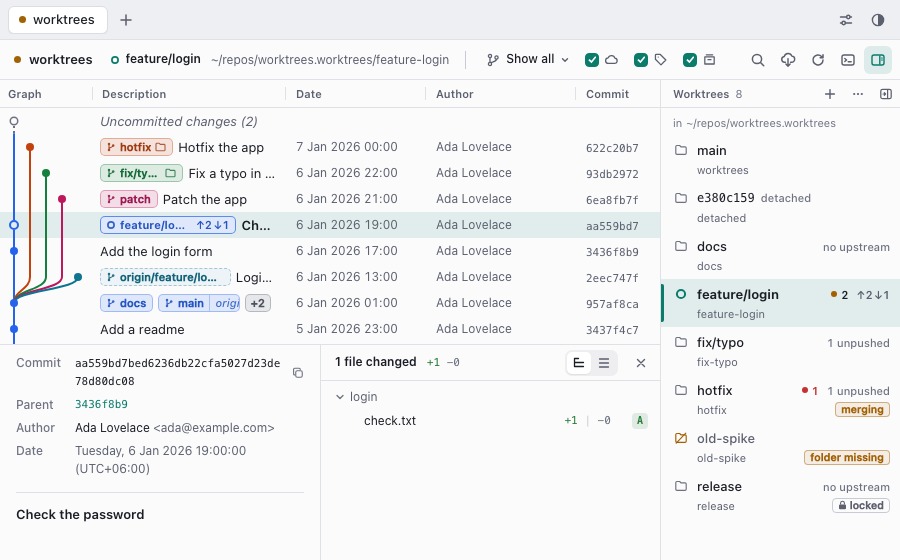 worktrees
worktrees feature/login ~/repos/worktrees.worktrees/feature-login Show all
Graph Description Date Author Commit
Uncommitted changes (2)
hotfix Hotfix the app 7 Jan 2026 00:00 Ada Lovelace 622c20b7
fix/ty... Fix a typo in ... 6 Jan 2026 22:00 Ada Lovelace 93db2972
patch Patch the app 6 Jan 2026 21:00 Ada Lovelace 6ea8fb7f
feature/lo... ↑2↓1 Ch... 6 Jan 2026 19:00 Ada Lovelace aa559bd7
Add the login form 6 Jan 2026 17:00 Ada Lovelace 3436f8b9
origin/feature/lo... Logi... 6 Jan 2026 13:00 Ada Lovelace 2eec747f
docs main origi +2 6 Jan 2026 01:00 Ada Lovelace 957af8ca
Add a readme 5 Jan 2026 23:00 Ada Lovelace 3437f4c7
Commit aa559bd7bed6236db22cfa5027d23de
78d80dc08
Parent 3436f8b9
Author Ada Lovelace <ada@example.com>
Date Tuesday, 6 Jan 2026 19:00:00
(UTC+06:00)
Check the password
1 file changed +1 −0
login
check.txt +1 | −0 A
Worktrees 8
in ~/repos/worktrees.worktrees
main
worktrees
e380c159 detached
detached
docs no upstream
docs
feature/login 2 ↑2↓1
feature-login
fix/typo 1 unpushed
fix-typo
hotfix 1 1 unpushed
hotfix merging
old-spike
old-spike folder missing
release no upstream
release locked